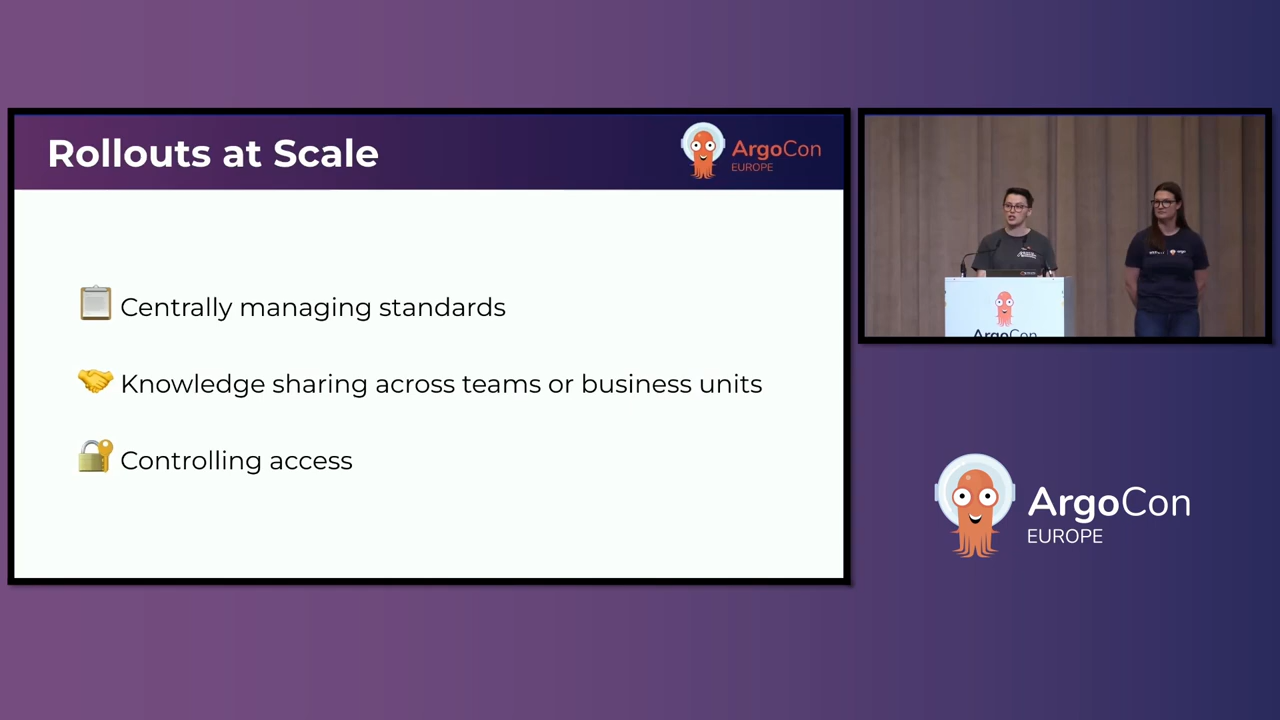 Rollouts at Scale
ArgoCon
EUROPE
Centrally managing standards
Knowledge sharing across teams or business units
Controlling access
ArgoCon
ArgoCon
EUROPE